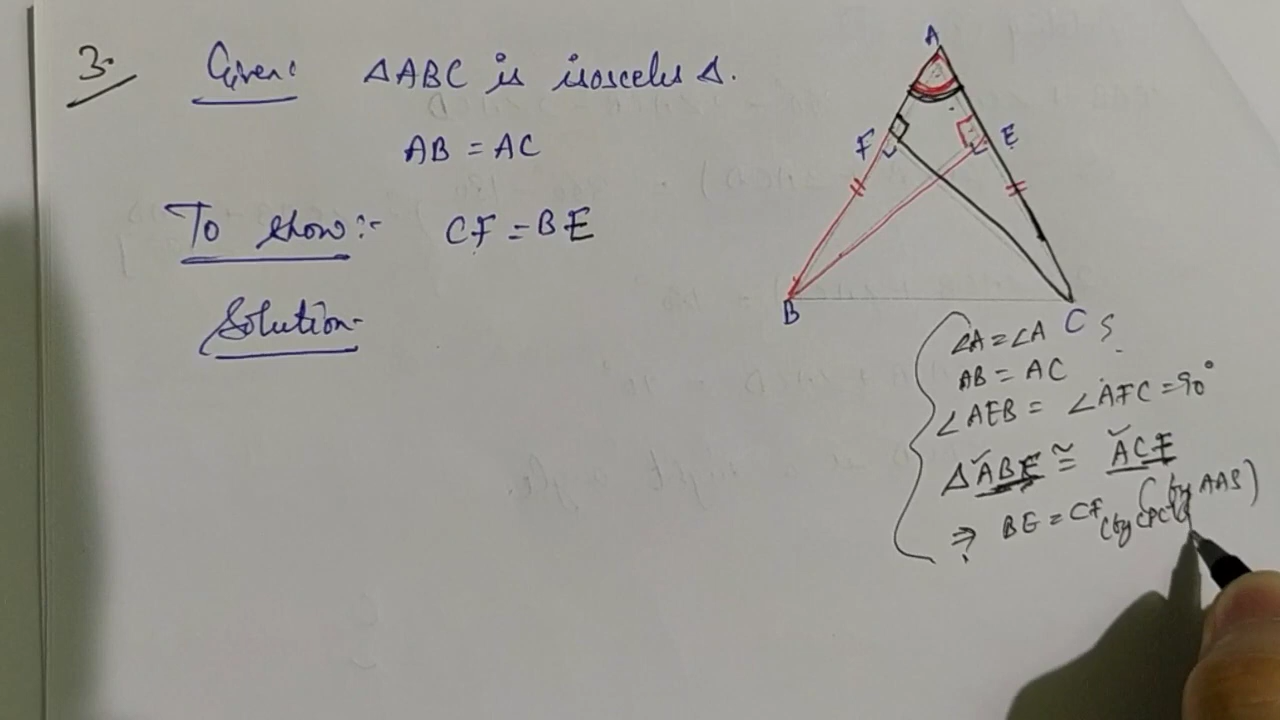 3.
Given: ΔABC is isosceles Δ.
AB = AC
To show:- CF = BE
Solution-
A
F
E
B
C
∠A = ∠A
AB = AC
∠AEB = ∠AFC = 90°
ΔABE ≅ ACF
(by AAS)
⇒ BE = CF (by CPCT)